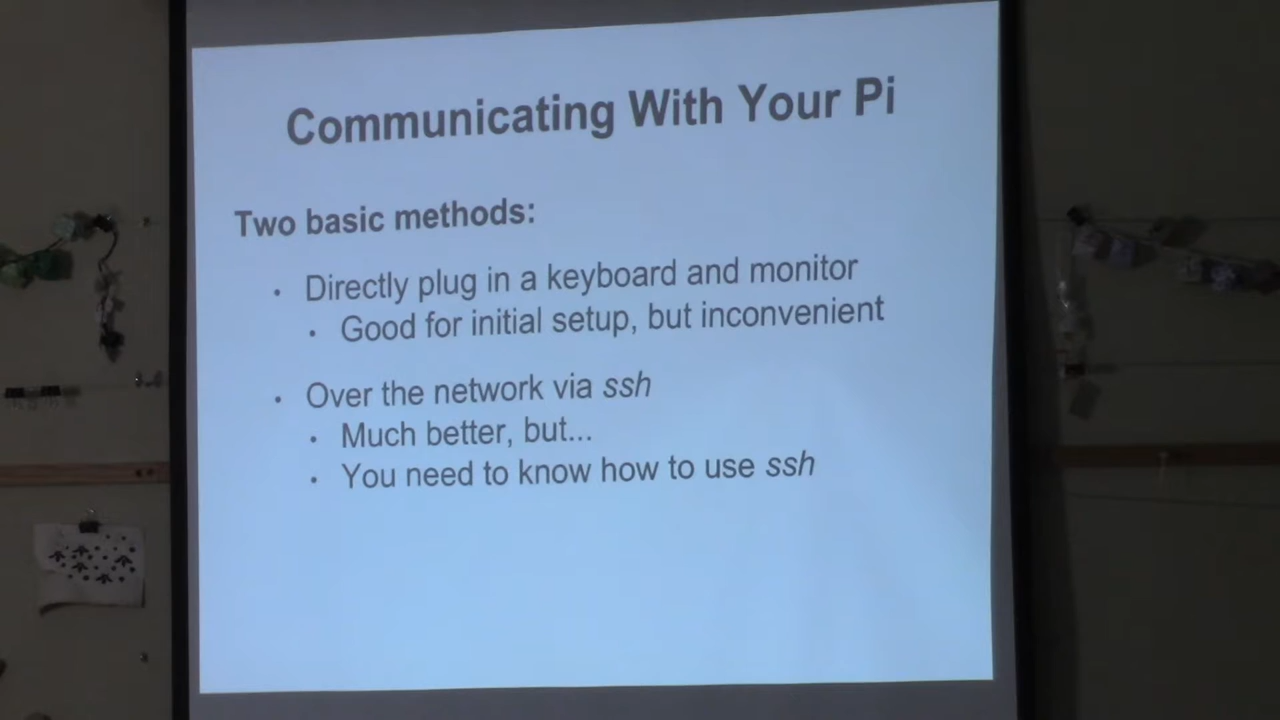 Communicating With Your Pi
Two basic methods:
• Directly plug in a keyboard and monitor
• Good for initial setup, but inconvenient
• Over the network via ssh
• Much better, but...
• You need to know how to use ssh